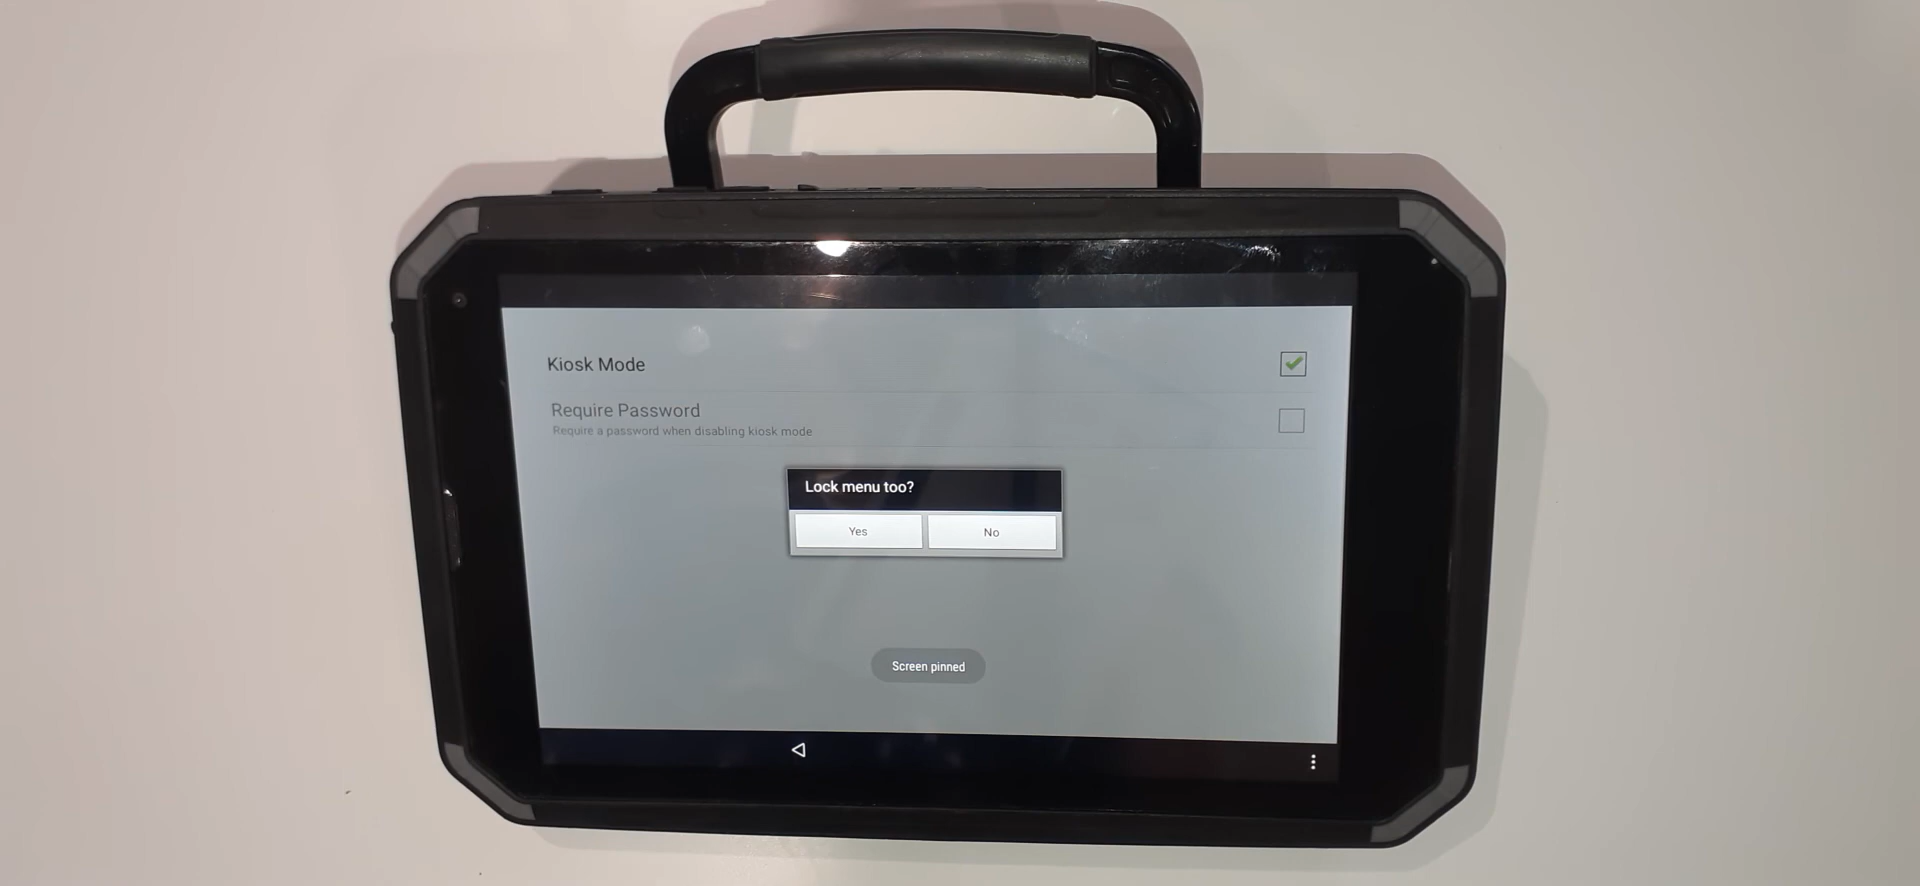 Kiosk Mode
Require Password
Require a password when disabling kiosk mode
Lock menu too?
Yes No
Screen pinned